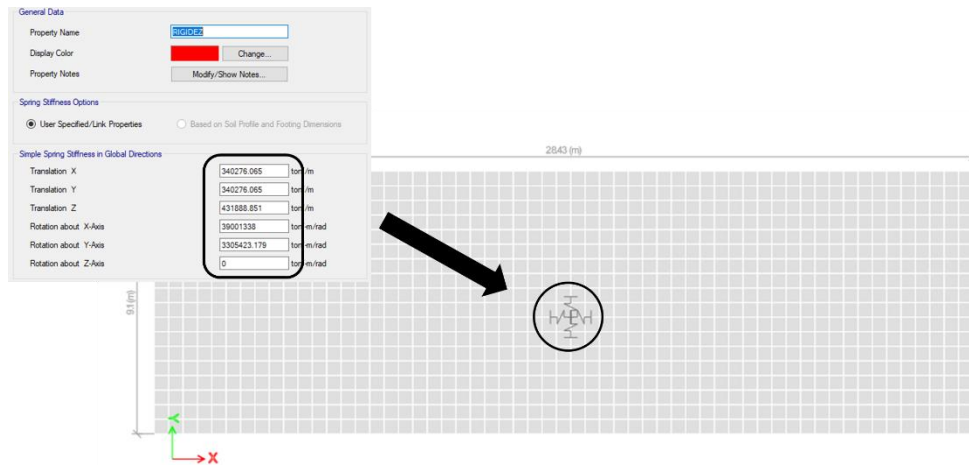 General Data
Property Name RIGIDEZ
Display Color Change...
Property Notes Modify/Show Notes...
Spring Stiffness Options
User Specified/Link Properties Based on Soil Profile and Footing Dimensions
Simple Spring Stiffness in Global Directions
Translation X 340276.065 ton/m
Translation Y 340276.065 ton/m
Translation Z 431888.851 ton/m
Rotation about X-Axis 39001338 ton-m/rad
Rotation about Y-Axis 3305423.179 ton-m/rad
Rotation about Z-Axis 0 ton-m/rad
28.43 (m)
9.1 (m)
Y
X